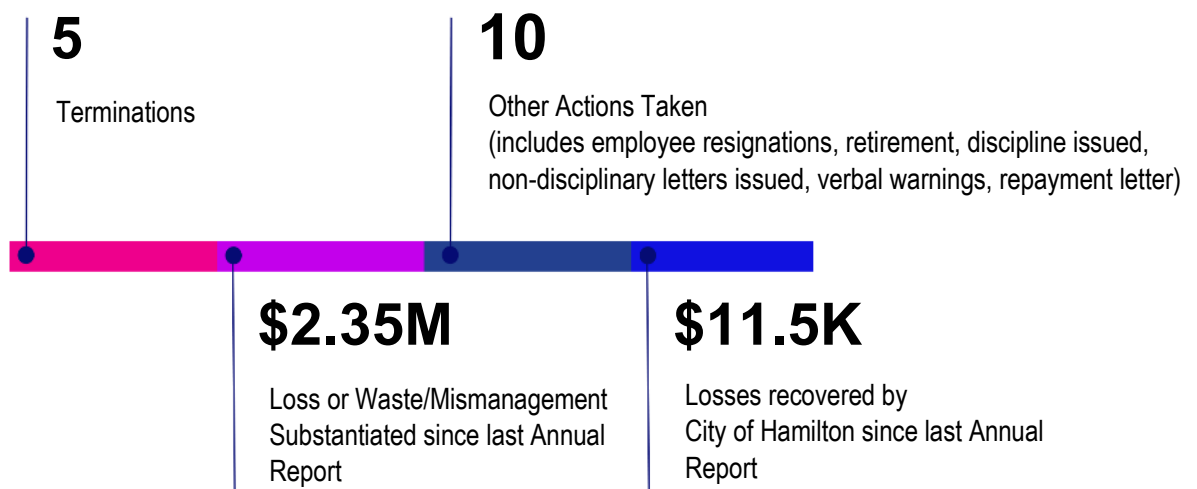 5
Terminations
10
Other Actions Taken
(includes employee resignations, retirement, discipline issued,
non-disciplinary letters issued, verbal warnings, repayment letter)
$2.35M
Loss or Waste/Mismanagement
Substantiated since last Annual
Report
$11.5K
Losses recovered by
City of Hamilton since last Annual
Report